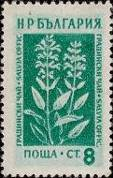 Н Р БЪЛГАРИЯ
ГРАДИНСКИ ЧАЙ - SALVIA OFFIC.
ГРАДИНСКИ ЧАЙ - SALVIA OFFIC.
ПОЩА СТ. 8